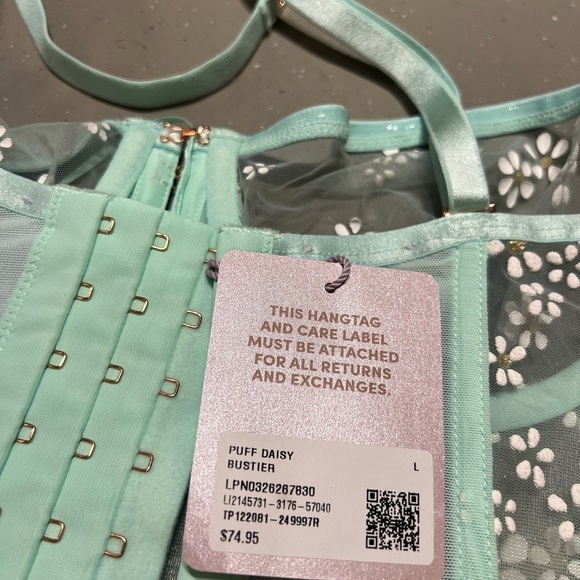 THIS HANGTAG
AND CARE LABEL
MUST BE ATTACHED
FOR ALL RETURNS
AND EXCHANGES.
PUFF DAISY
BUSTIER L
LPN0326267830
LI2145731-3176-57040
TP122081-249997R
$74.95